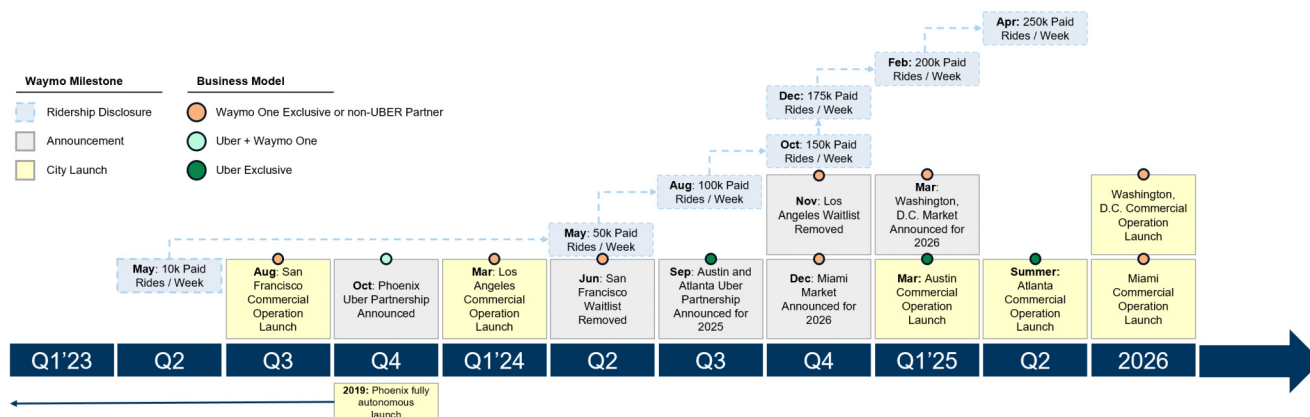 Apr: 250k Paid
Rides / Week
Feb: 200k Paid
Rides / Week
Waymo Milestone
Business Model
Ridership Disclosure
Waymo One Exclusive or non-UBER Partner
Announcement
Uber + Waymo One
City Launch
Uber Exclusive
Dec: 175k Paid
Rides / Week
Oct: 150k Paid
Rides / Week
Aug: 100k Paid
Rides / Week
May: 50k Paid
Rides / Week
May: 10k Paid
Rides / Week
Nov: Los
Angeles Waitlist
Removed
Mar:
Washington,
D.C. Market
Announced for
2026
Washington,
D.C. Commercial
Operation
Launch
Aug: San
Francisco
Commercial
Operation
Launch
Oct: Phoenix
Uber Partnership
Announced
Mar: Los
Angeles
Commercial
Operation
Launch
Jun: San
Francisco
Waitlist
Removed
Sep: Austin and
Atlanta Uber
Partnership
Announced for
2025
Dec: Miami
Market
Announced for
2026
Mar: Austin
Commercial
Operation
Launch
Summer:
Atlanta
Commercial
Operation
Launch
Miami
Commercial
Operation
Launch
Q1'23
Q2
Q3
Q4
Q1'24
Q2
Q3
Q4
Q1'25
Q2
2026
2019: Phoenix fully
autonomous
launch